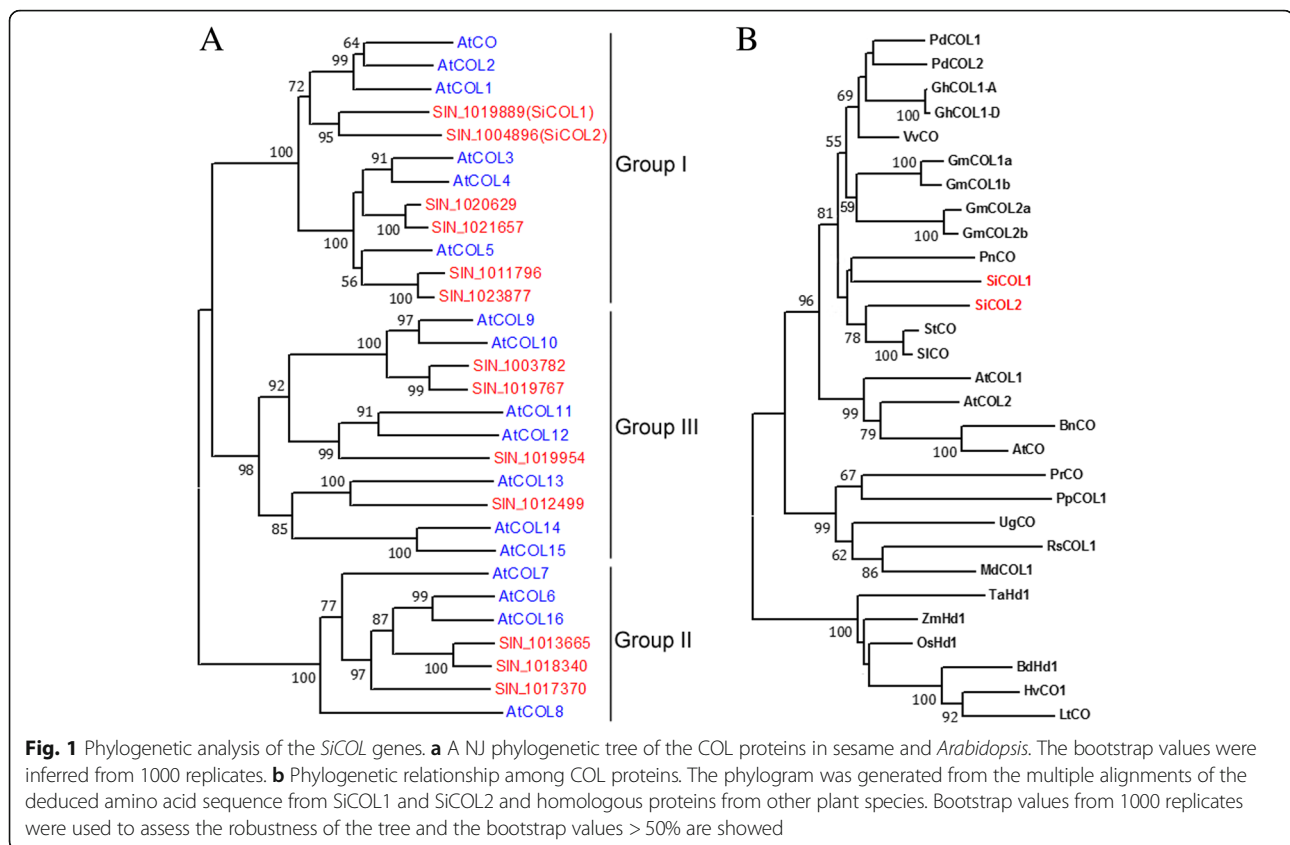 A
B
64
AtCO
99
AtCOL2
72
AtCOL1
SIN_1019889(SiCOL1)
95
SIN_1004896(SiCOL2)
100
91
AtCOL3
AtCOL4
Group I
SIN_1020629
100
SIN_1021657
100
AtCOL5
56
SIN_1011796
100
SIN_1023877
97
AtCOL9
100
AtCOL10
SIN_1003782
92
99
SIN_1019767
91
AtCOL11
AtCOL12
Group III
99
SIN_1019954
98
100
AtCOL13
SIN_1012499
85
AtCOL14
100
AtCOL15
AtCOL7
77
99
AtCOL6
87
AtCOL16
SIN_1013665
Group II
100
SIN_1018340
100
97
SIN_1017370
AtCOL8
PdCOL1
PdCOL2
69
GhCOL1-A
100
GhCOL1-D
55
VvCO
100
GmCOL1a
GmCOL1b
81
59
GmCOL2a
100
GmCOL2b
PnCO
SiCOL1
96
SiCOL2
78
StCO
100
SlCO
AtCOL1
99
AtCOL2
79
BnCO
100
AtCO
67
PrCO
PpCOL1
99
UgCO
62
RsCOL1
86
MdCOL1
TaHd1
100
ZmHd1
OsHd1
BdHd1
100
HvCO1
92
LtCO
Fig. 1 Phylogenetic analysis of the SiCOL genes. a A NJ phylogenetic tree of the COL proteins in sesame and Arabidopsis. The bootstrap values were
inferred from 1000 replicates. b Phylogenetic relationship among COL proteins. The phylogram was generated from the multiple alignments of the
deduced amino acid sequence from SiCOL1 and SiCOL2 and homologous proteins from other plant species. Bootstrap values from 1000 replicates
were used to assess the robustness of the tree and the bootstrap values > 50% are showed